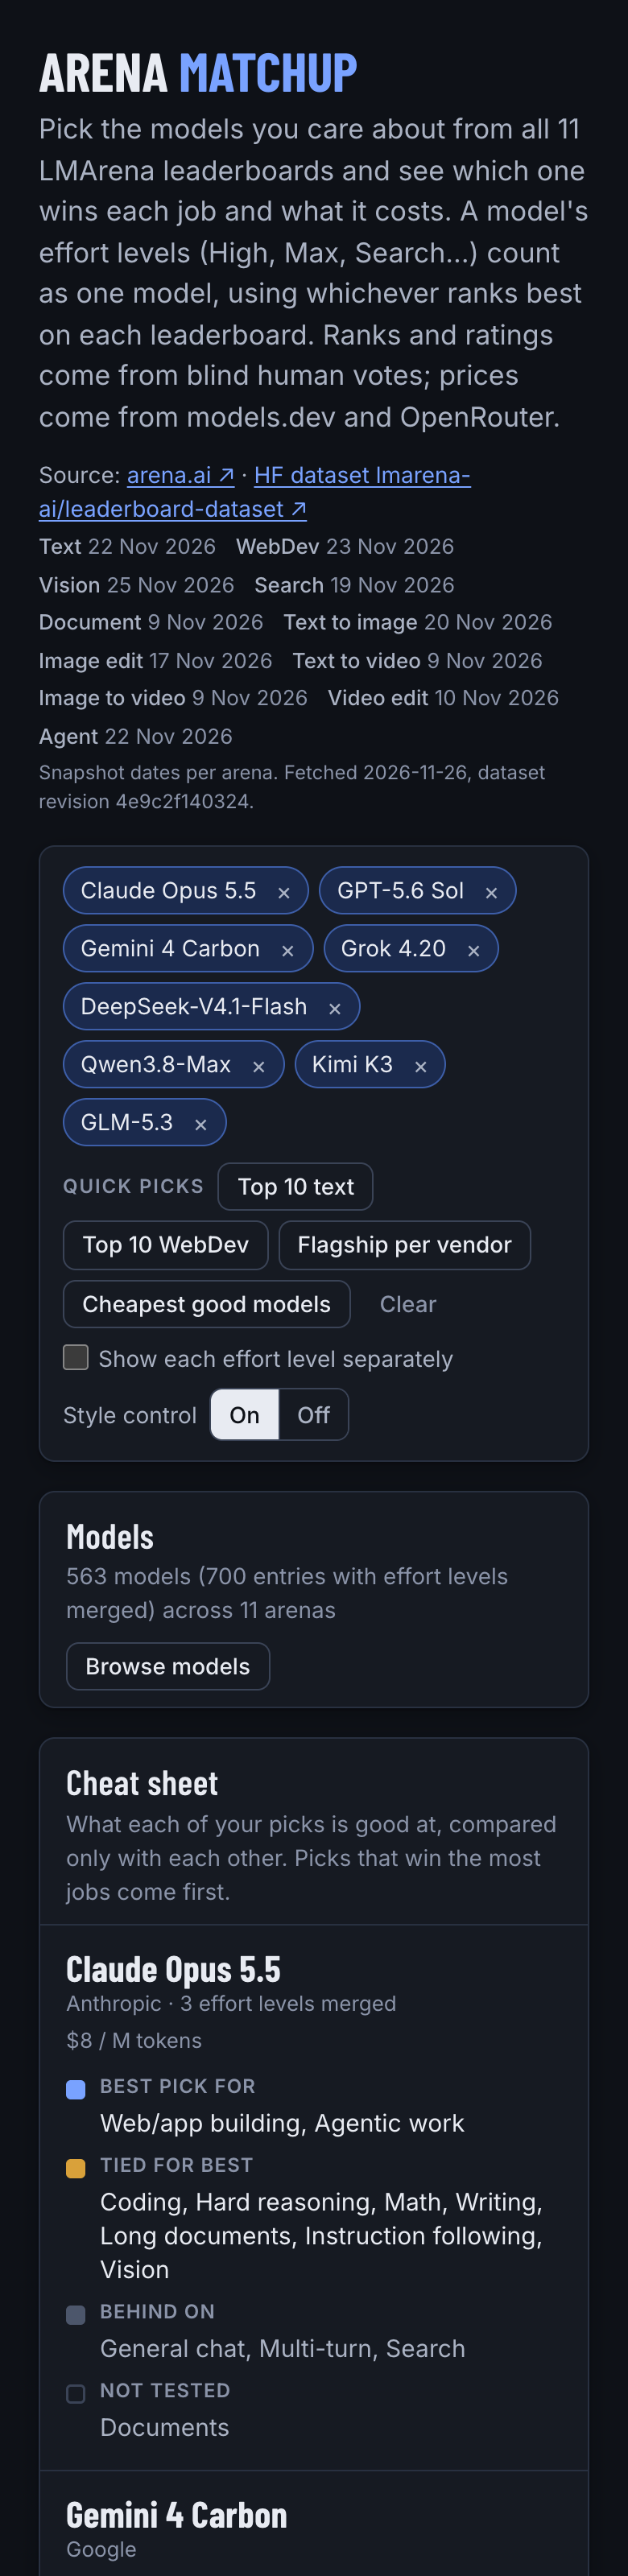 ARENA MATCHUP
Pick the models you care about from all 11
LMArena leaderboards and see which one
wins each job and what it costs. A model's
effort levels (High, Max, Search...) count
as one model, using whichever ranks best
on each leaderboard. Ranks and ratings
come from blind human votes; prices
come from models.dev and OpenRouter.
Source: arena.ai ↗ · HF dataset lmarena-
ai/leaderboard-dataset ↗
Text 22 Nov 2026 WebDev 23 Nov 2026
Vision 25 Nov 2026 Search 19 Nov 2026
Document 9 Nov 2026 Text to image 20 Nov 2026
Image edit 17 Nov 2026 Text to video 9 Nov 2026
Image to video 9 Nov 2026 Video edit 10 Nov 2026
Agent 22 Nov 2026
Snapshot dates per arena. Fetched 2026-11-26, dataset
revision 4e9c2f140324.
Claude Opus 5.5 × GPT-5.6 Sol ×
Gemini 4 Carbon × Grok 4.20 ×
DeepSeek-V4.1-Flash ×
Qwen3.8-Max × Kimi K3 ×
GLM-5.3 ×
QUICK PICKS Top 10 text
Top 10 WebDev Flagship per vendor
Cheapest good models Clear
Show each effort level separately
Style control On Off
Models
563 models (700 entries with effort levels
merged) across 11 arenas
Browse models
Cheat sheet
What each of your picks is good at, compared
only with each other. Picks that win the most
jobs come first.
Claude Opus 5.5
Anthropic · 3 effort levels merged
$8 / M tokens
BEST PICK FOR
Web/app building, Agentic work
TIED FOR BEST
Coding, Hard reasoning, Math, Writing,
Long documents, Instruction following,
Vision
BEHIND ON
General chat, Multi-turn, Search
NOT TESTED
Documents
Gemini 4 Carbon
Google